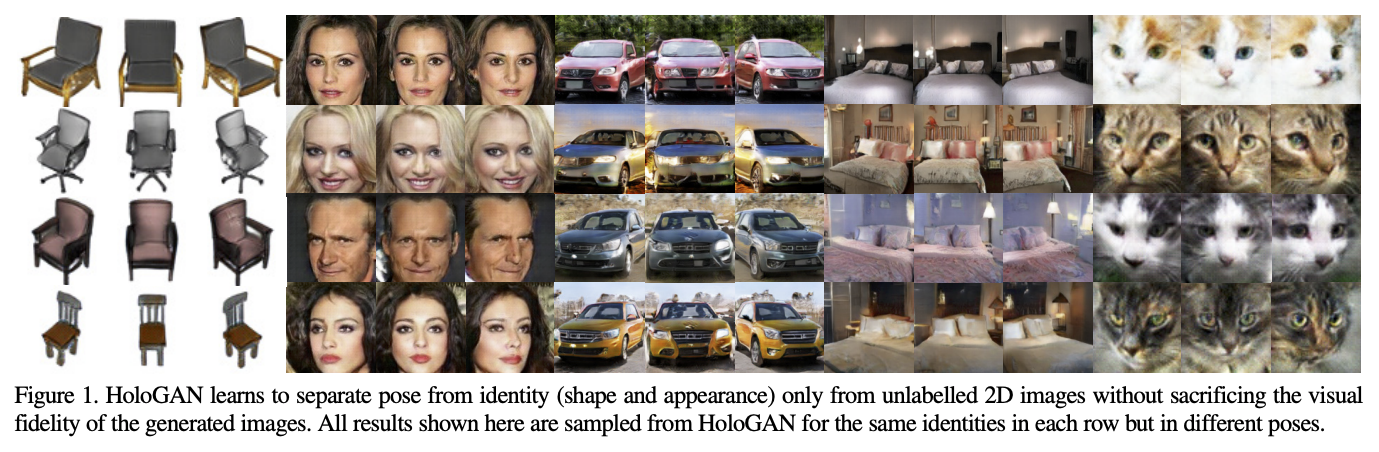 Figure 1. HoloGAN learns to separate pose from identity (shape and appearance) only from unlabelled 2D images without sacrificing the visual
fidelity of the generated images. All results shown here are sampled from HoloGAN for the same identities in each row but in different poses.